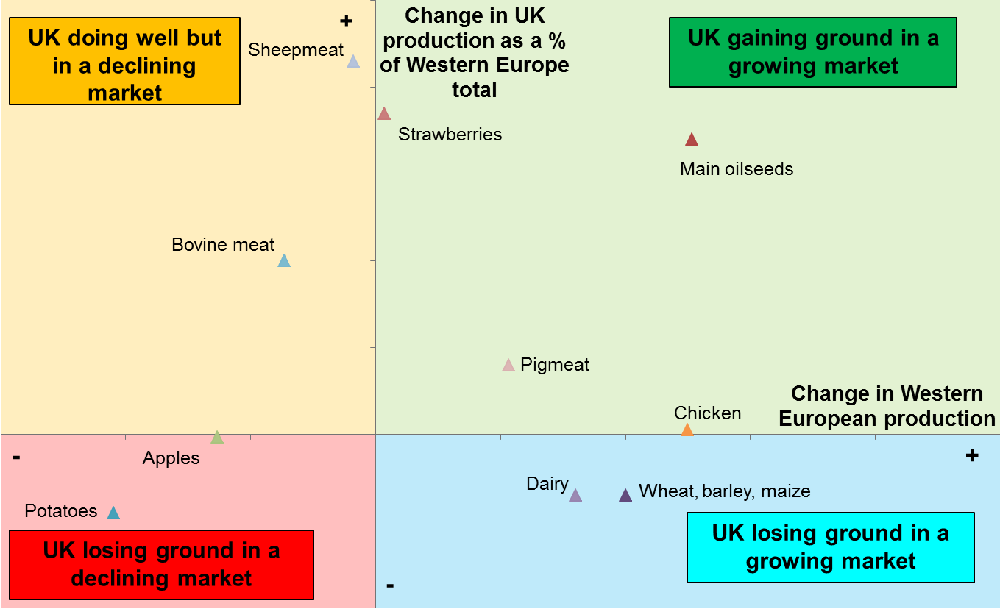 UK doing well but
in a declining
market
+
Sheepmeat
Change in UK
production as a %
of Western Europe
total
UK gaining ground in a
growing market
Strawberries
Main oilseeds
Bovine meat
Pigmeat
Chicken
Change in Western
European production
-
Apples
+
Potatoes
Dairy
Wheat, barley, maize
UK losing ground in a
declining market
UK losing ground in a
growing market
-